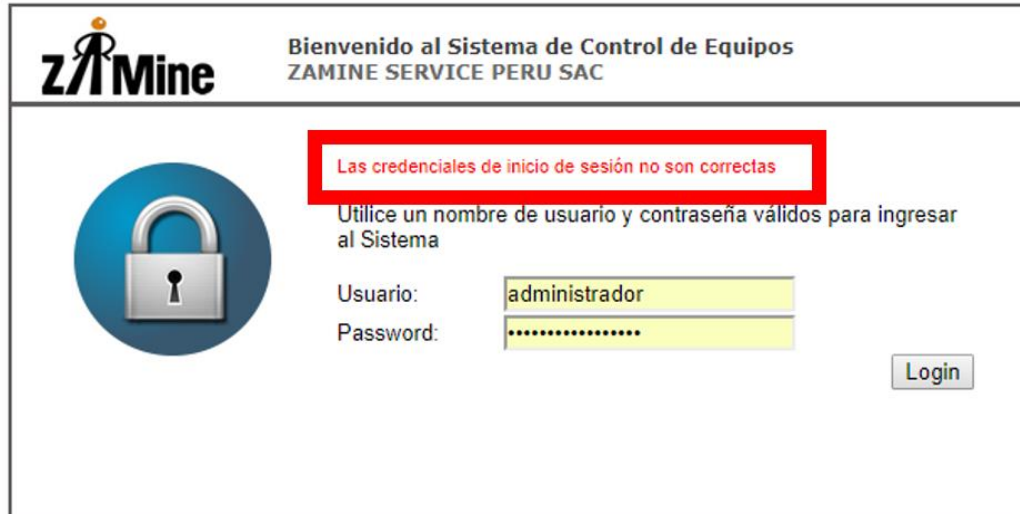 ZAMine
Bienvenido al Sistema de Control de Equipos
ZAMINE SERVICE PERU SAC
Las credenciales de inicio de sesión no son correctas
Utilice un nombre de usuario y contraseña válidos para ingresar
al Sistema
Usuario: administrador
Password: •••••••••••••••••
Login